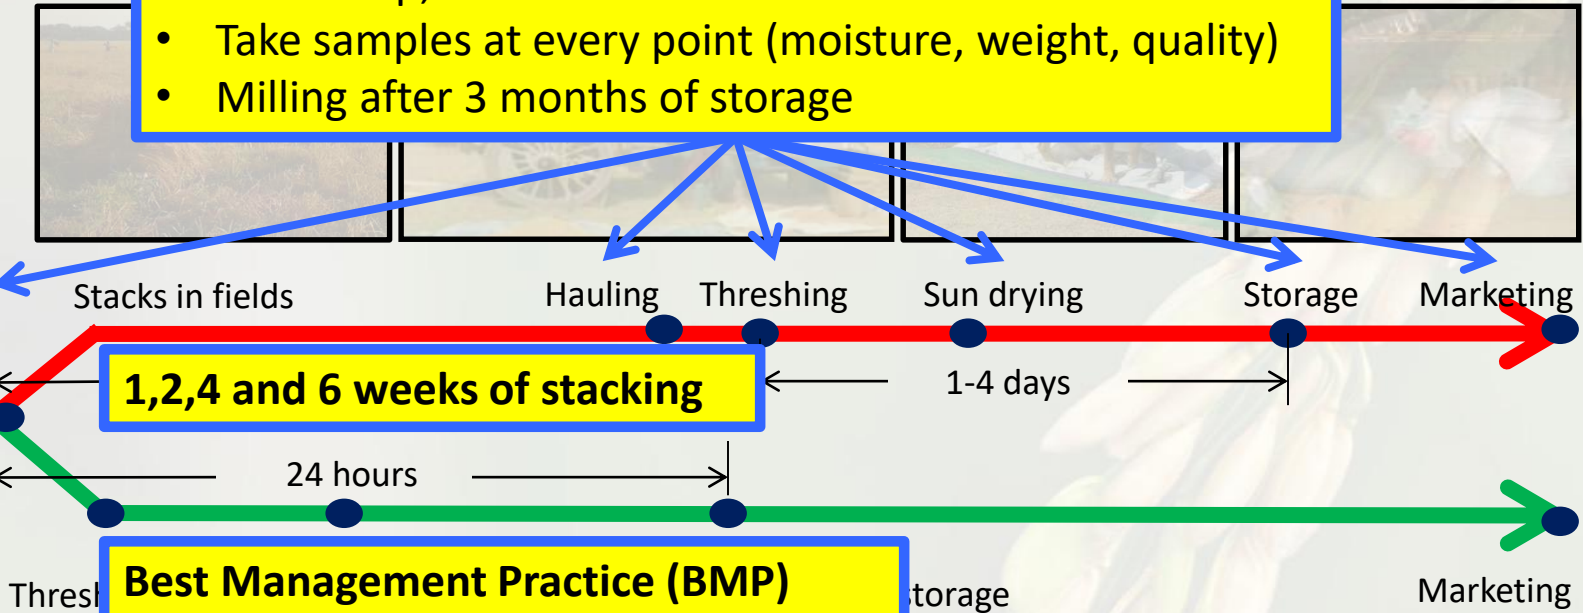 • Take samples at every point (moisture, weight, quality)
• Milling after 3 months of storage
Stacks in fields
Hauling
Threshing
Sun drying
Storage
Marketing
1,2,4 and 6 weeks of stacking
1-4 days
24 hours
Best Management Practice (BMP)
Marketing